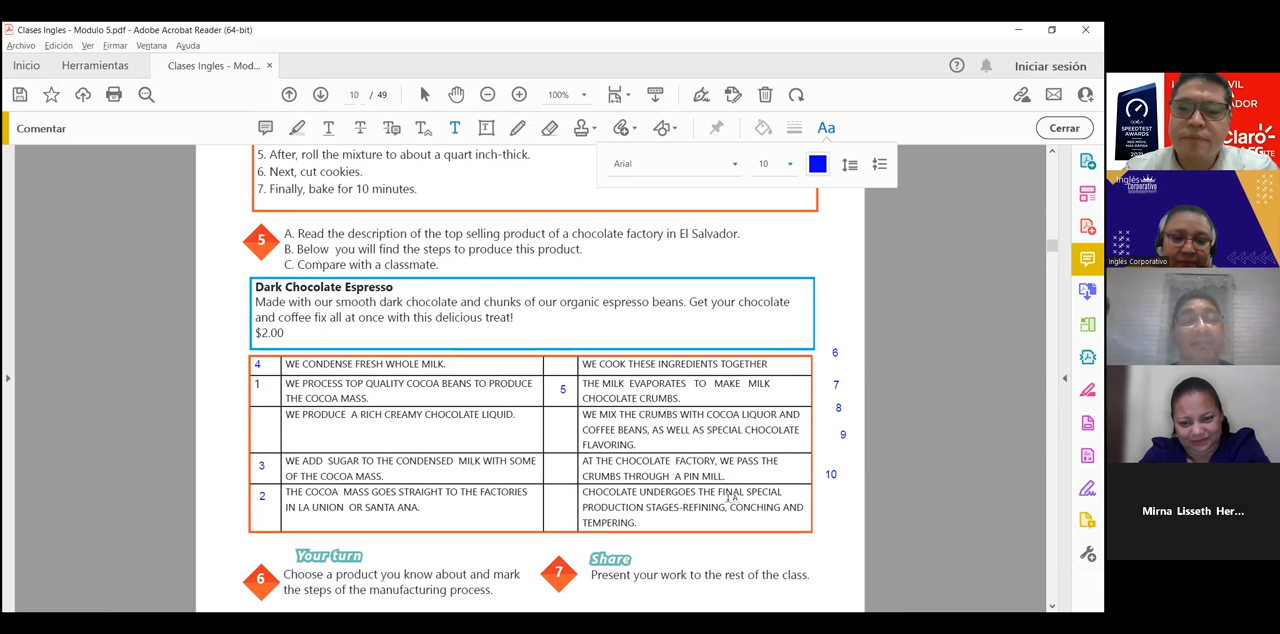 Clases Ingles - Modulo 5.pdf - Adobe Acrobat Reader (64-bit)
Archivo Edición Ver Firmar Ventana Ayuda
Inicio Herramientas Clases Ingles - Mod... × Iniciar sesión
10 / 49 100%
Comentar Cerrar
Arial 10
5. After, roll the mixture to about a quart inch-thick.
6. Next, cut cookies.
7. Finally, bake for 10 minutes.
5
A. Read the description of the top selling product of a chocolate factory in El Salvador.
B. Below you will find the steps to produce this product.
C. Compare with a classmate.
Dark Chocolate Espresso
Made with our smooth dark chocolate and chunks of our organic espresso beans. Get your chocolate
and coffee fix all at once with this delicious treat!
$2.00
4 WE CONDENSE FRESH WHOLE MILK. WE COOK THESE INGREDIENTS TOGETHER 6
1 WE PROCESS TOP QUALITY COCOA BEANS TO PRODUCE 5 THE MILK EVAPORATES TO MAKE MILK 7
THE COCOA MASS. CHOCOLATE CRUMBS.
WE PRODUCE A RICH CREAMY CHOCOLATE LIQUID. WE MIX THE CRUMBS WITH COCOA LIQUOR AND 8
COFFEE BEANS, AS WELL AS SPECIAL CHOCOLATE 9
FLAVORING.
3 WE ADD SUGAR TO THE CONDENSED MILK WITH SOME AT THE CHOCOLATE FACTORY, WE PASS THE
OF THE COCOA MASS. CRUMBS THROUGH A PIN MILL. 10
2 THE COCOA MASS GOES STRAIGHT TO THE FACTORIES CHOCOLATE UNDERGOES THE FINAL SPECIAL
IN LA UNION OR SANTA ANA. PRODUCTION STAGES-REFINING, CONCHING AND
TEMPERING.
Your turn Share
6 Choose a product you know about and mark 7 Present your work to the rest of the class.
the steps of the manufacturing process.
SPEEDTEST
AWARDS
Claro
Inglés
Corporativo
Inglés Corporativo
Mirna Lisseth Her...